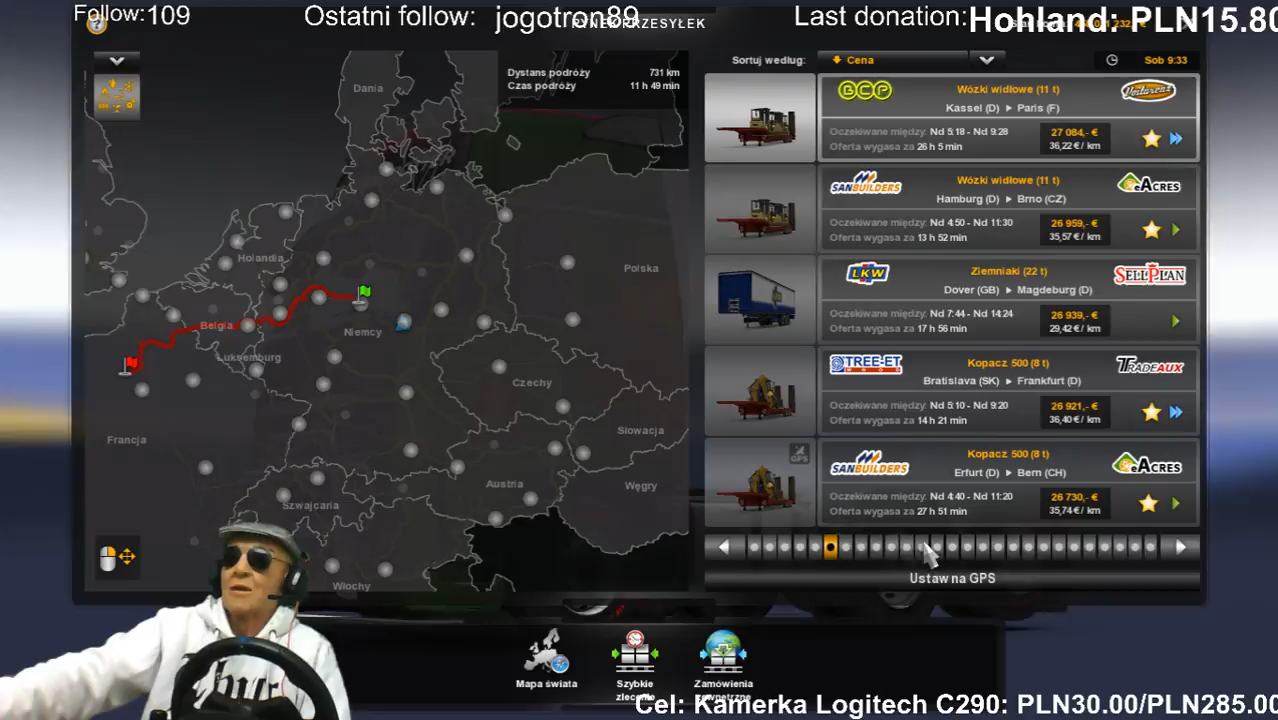 Follow:109
Ostatni follow:
jogotron89
Last donation:
Hohland: PLN15.80
RYNEK PRZESYŁEK
Dystans podróży 731 km
Czas podróży 11 h 49 min
Sortuj według:
Cena
Sob 9:33
Dania
Holandia
Polska
Belgia
Niemcy
Luksemburg
Czechy
Francja
Słowacja
Austria
Węgry
Szwajcaria
Włochy
BCP
Wózki widłowe (11 t)
Kassel (D) Paris (F)
Oczekiwane między: Nd 5:18 - Nd 9:28
Oferta wygasa za 26 h 5 min
27 084,- €
36,22 €/ km
SANBUILDERS
Wózki widłowe (11 t)
eAcres
Hamburg (D) Brno (CZ)
Oczekiwane między: Nd 4:50 - Nd 11:30
Oferta wygasa za 13 h 52 min
26 959,- €
35,57 €/ km
LKW
Ziemniaki (22 t)
SELLPLAN
Dover (GB) Magdeburg (D)
Oczekiwane między: Nd 7:44 - Nd 14:24
Oferta wygasa za 17 h 56 min
26 939,- €
29,42 €/ km
TREE-ET
Kopacz 500 (8 t)
TRADEAUX
Bratislava (SK) Frankfurt (D)
Oczekiwane między: Nd 5:10 - Nd 9:20
Oferta wygasa za 14 h 21 min
26 921,- €
36,40 €/ km
GPS
SANBUILDERS
Kopacz 500 (8 t)
eAcres
Erfurt (D) Bern (CH)
Oczekiwane między: Nd 4:40 - Nd 11:20
Oferta wygasa za 27 h 51 min
26 730,- €
35,74 €/ km
Ustaw na GPS
Mapa świata
Szybkie zlecenie
Zamówienia zewnętrzne
Cel: Kamerka Logitech C290: PLN30.00/PLN285.00